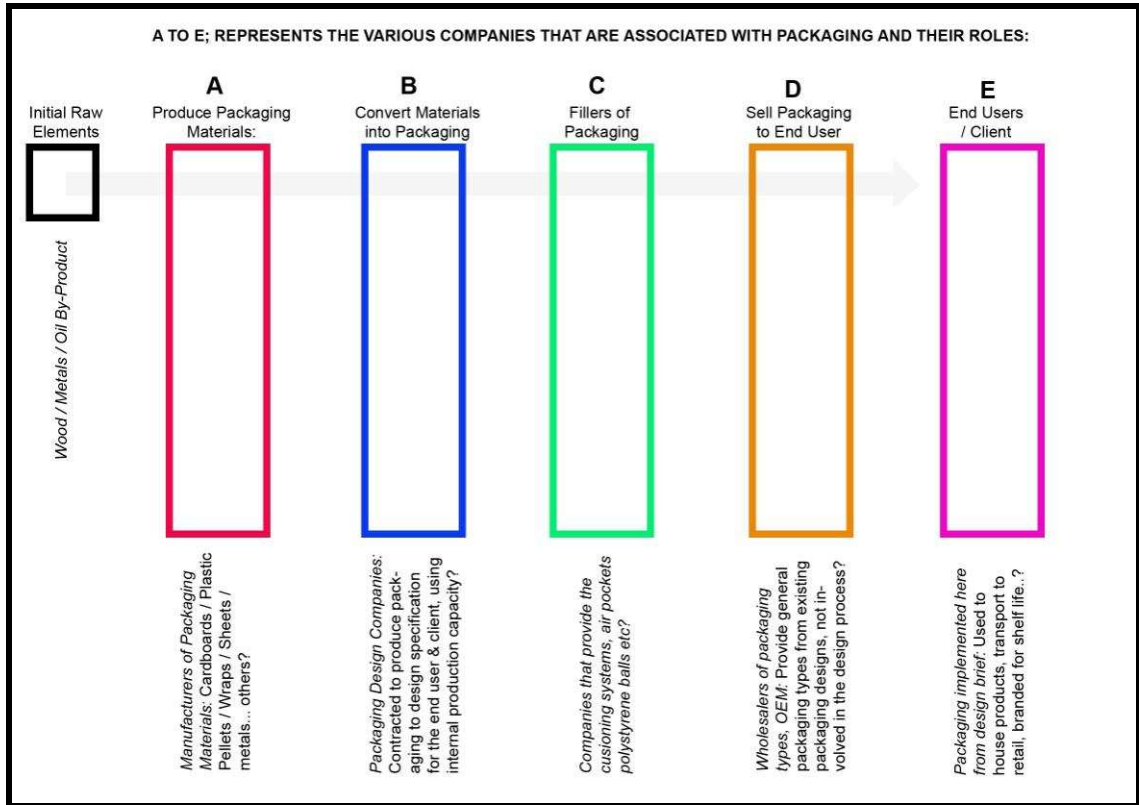 A TO E; REPRESENTS THE VARIOUS COMPANIES THAT ARE ASSOCIATED WITH PACKAGING AND THEIR ROLES:
Initial Raw
Elements
A
Produce Packaging
Materials:
B
Convert Materials
into Packaging
C
Fillers of
Packaging
D
Sell Packaging
to End User
E
End Users
/ Client
Wood / Metals / Oil By-Product
Manufacturers of Packaging
Materials: Cardboards / Plastic
Pellets / Wraps / Sheets /
metals... others?
Packaging Design Companies:
Contracted to produce pack-
aging to design specification
for the end user & client, using
internal production capacity?
Companies that provide the
cusioning systems, air pockets
polystyrene balls etc?
Wholesalers of packaging
types, OEM: Provide general
packaging types from existing
packaging designs, not in-
volved in the design process?
Packaging implemented here
from design brief: Used to
house products, transport to
retail, branded for shelf life..?